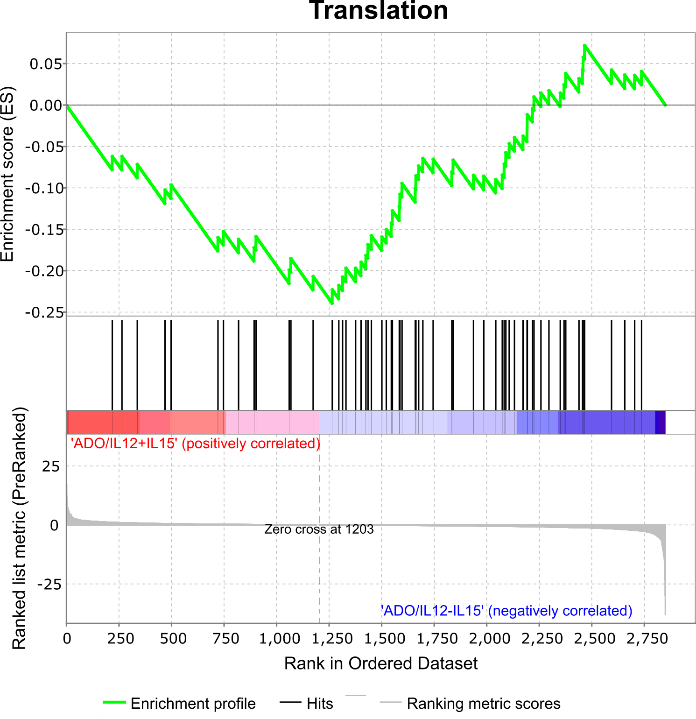 Translation
Enrichment score (ES)
0.05
0.00
-0.05
-0.10
-0.15
-0.20
-0.25
'ADO/IL12+IL15' (positively correlated)
Ranked list metric (PreRanked)
25
0
-25
Zero cross at 1203
'ADO/IL12-IL15' (negatively correlated)
0 250 500 750 1,000 1,250 1,500 1,750 2,000 2,250 2,500 2,750
Rank in Ordered Dataset
Enrichment profile Hits Ranking metric scores